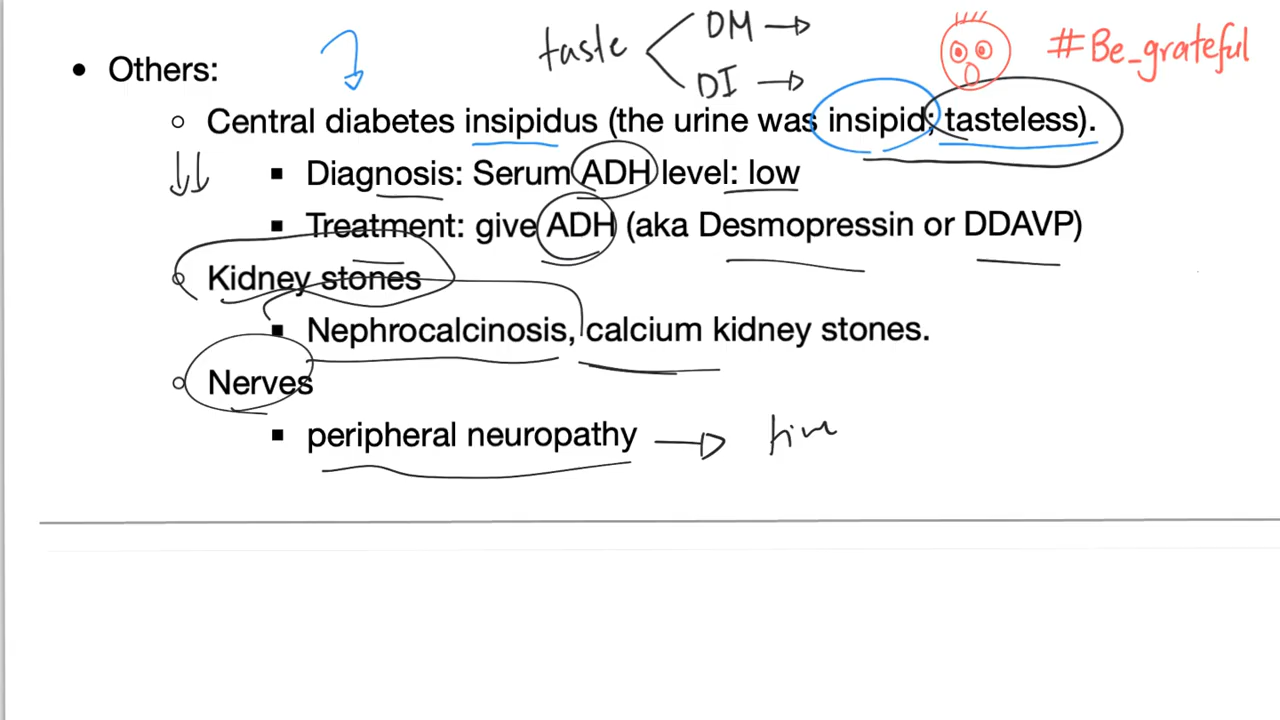 taste DM
DI
#Be_grateful
• Others:
○ Central diabetes insipidus (the urine was insipid; tasteless).
▪ Diagnosis: Serum ADH level: low
▪ Treatment: give ADH (aka Desmopressin or DDAVP)
○ Kidney stones
▪ Nephrocalcinosis, calcium kidney stones.
○ Nerves
▪ peripheral neuropathy